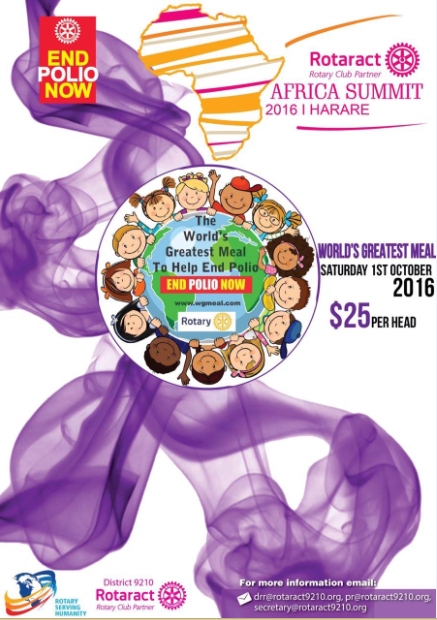 END
POLIO
NOW
Rotaract
Rotary Club Partner
AFRICA SUMMIT
2016 I HARARE
The
World's
Greatest Meal
To Help End Polio
END POLIO NOW
www.wgmeal.com
Rotary
WORLD'S GREATEST MEAL
SATURDAY 1ST OCTOBER
2016
$25 PER HEAD
ROTARY
SERVING
HUMANITY
District 9210
Rotaract
Rotary Club Partner
For more information email:
drr@rotaract9210.org, pr@rotaract9210.org,
secretary@rotaract9210.org